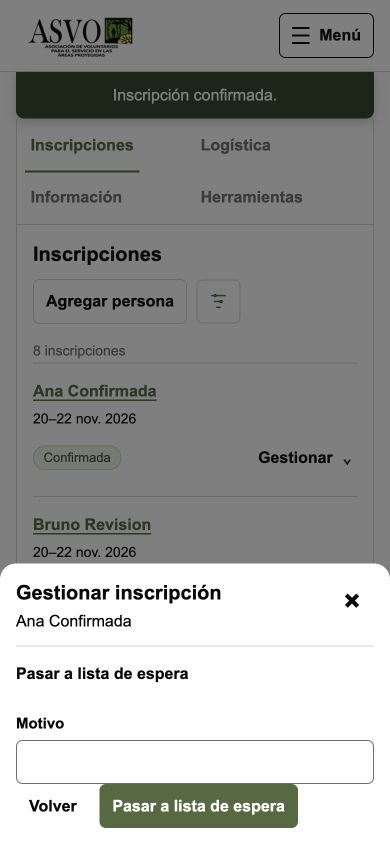 ASVO
ASOCIACIÓN DE VOLUNTARIOS
PARA EL SERVICIO EN LAS
ÁREAS PROTEGIDAS
Menú
Inscripción confirmada.
Inscripciones
Logística
Información
Herramientas
Inscripciones
Agregar persona
8 inscripciones
Ana Confirmada
20–22 nov. 2026
Confirmada
Gestionar
Bruno Revision
20–22 nov. 2026
Gestionar inscripción
Ana Confirmada
Pasar a lista de espera
Motivo
Volver
Pasar a lista de espera